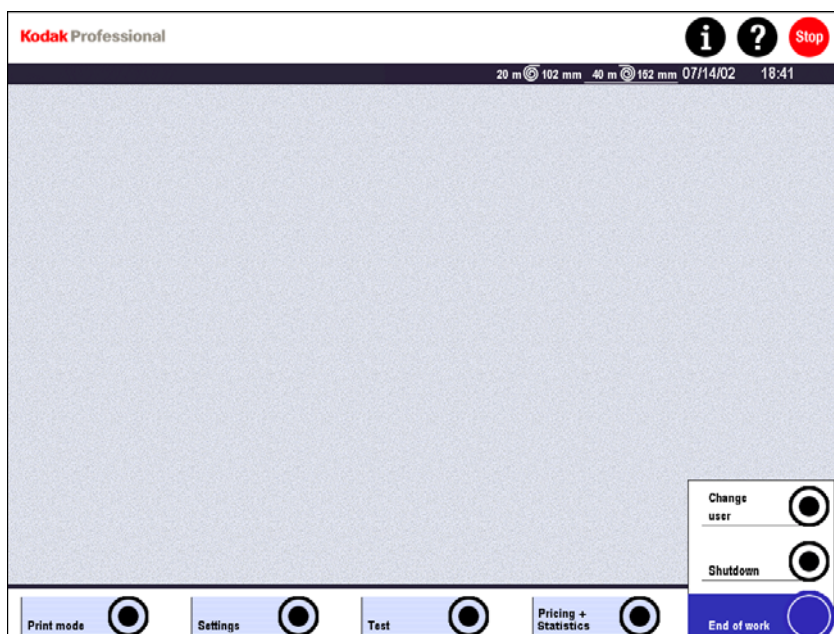 Kodak Professional
i ? Stop
20 m 102 mm 40 m 152 mm 07/14/02 18:41
Change
user
Shutdown
Print mode
Settings
Test
Pricing +
Statistics
End of work